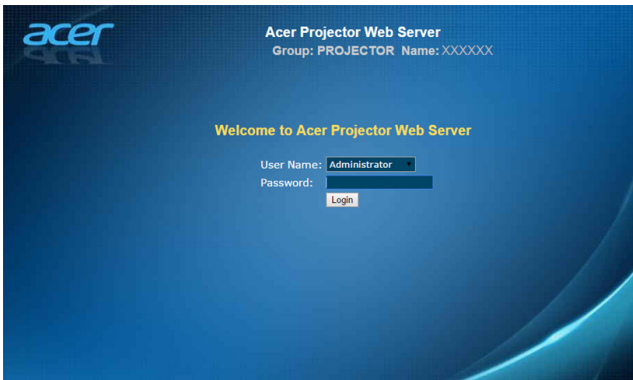 acer
Acer Projector Web Server
Group: PROJECTOR Name: XXXXXX
Welcome to Acer Projector Web Server
User Name: Administrator
Password:
Login